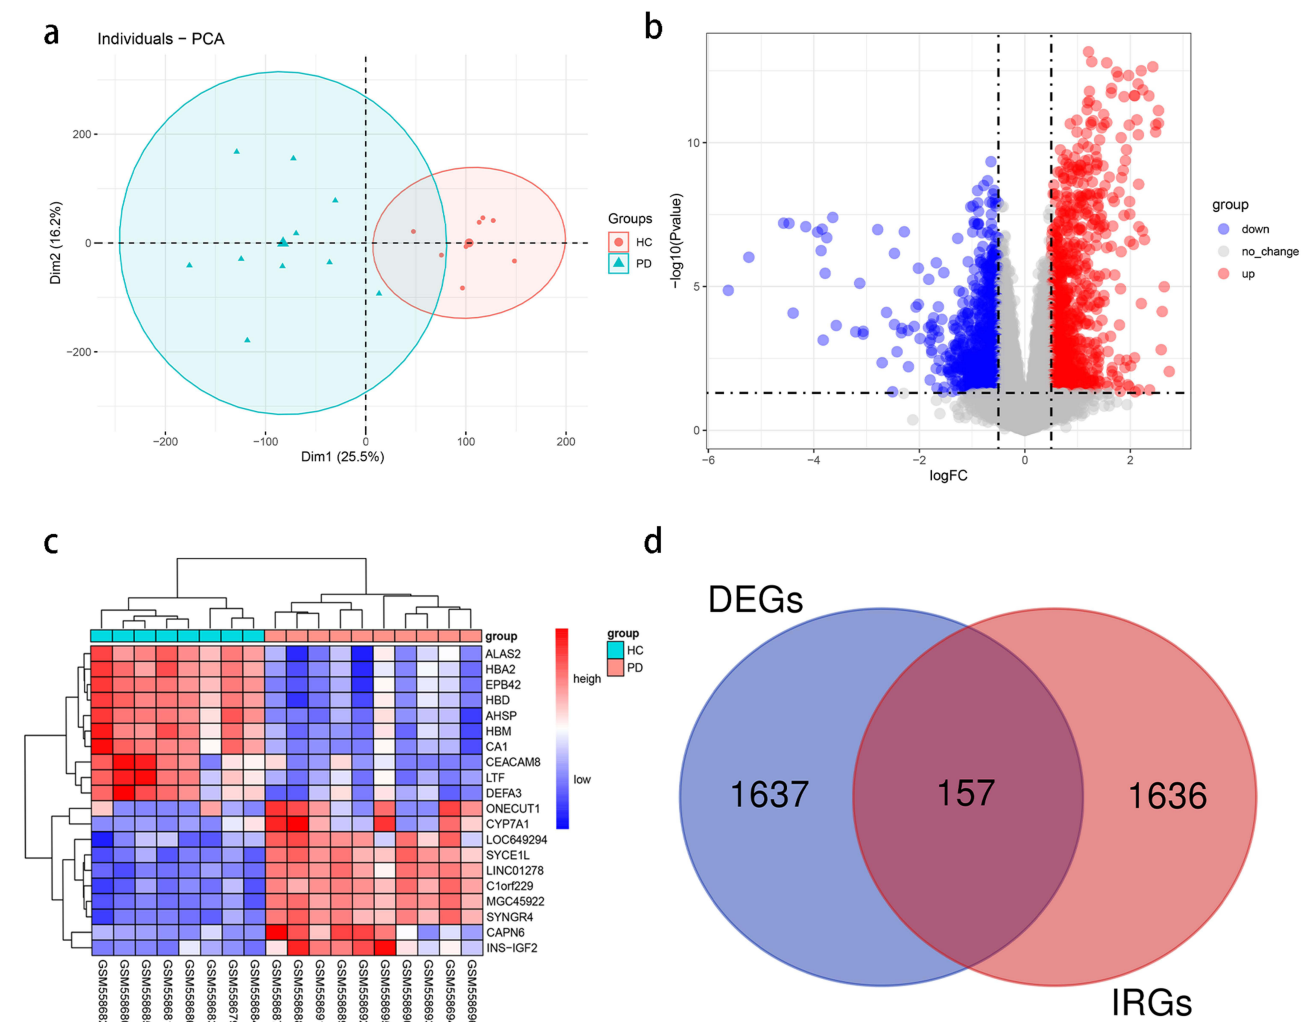 a
Individuals − PCA
200
0
−200
−200
−100
0
100
200
Dim1 (25.5%)
Dim2 (16.2%)
Groups
HC
PD
b
10
5
0
−6
−4
−2
0
2
logFC
−log10(Pvalue)
group
down
no_change
up
c
group
ALAS2
HBA2
EPB42
HBD
AHSP
HBM
CA1
CEACAM8
LTF
DEFA3
ONECUT1
CYP7A1
LOC649294
SYCE1L
LINC01278
C1orf229
MGC45922
SYNGR4
CAPN6
INS−IGF2
heigh
low
group
HC
PD
d
DEGs
1637
157
1636
IRGs